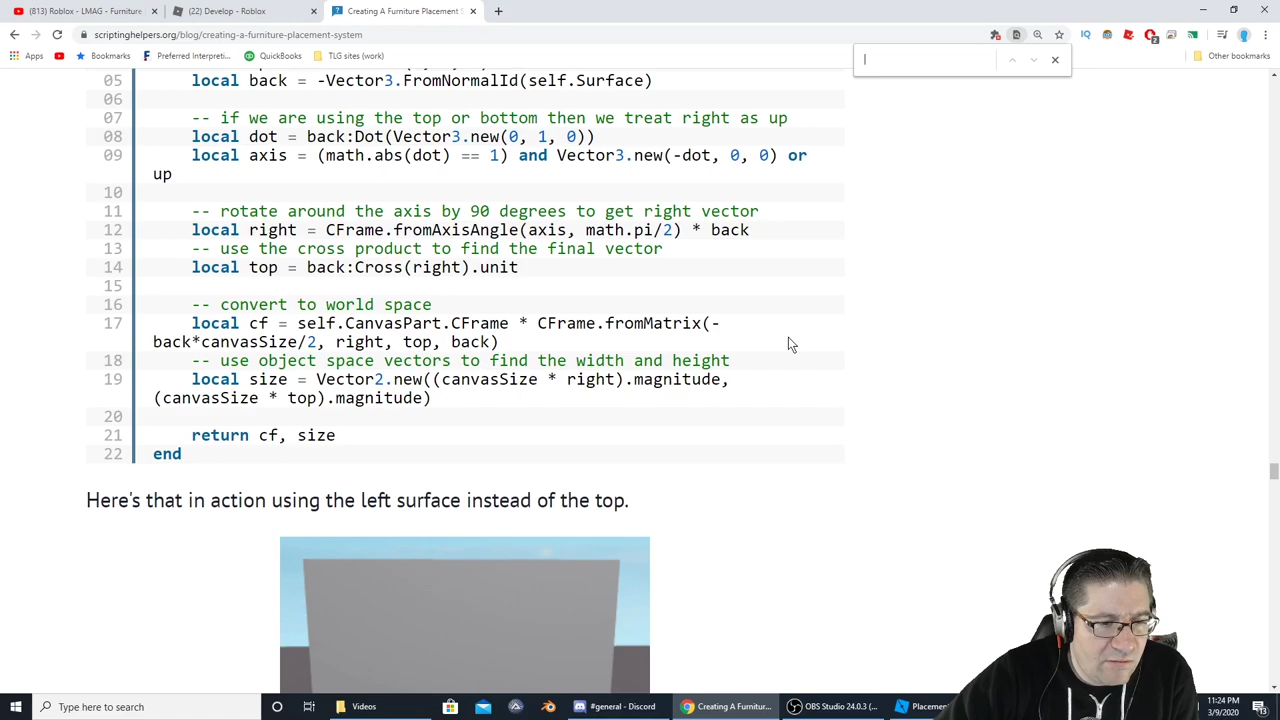 (813) Roblox - LMAG - Furniture
(22) Develop - Roblox
Creating A Furniture Placement S
scriptinghelpers.org/blog/creating-a-furniture-placement-system
Apps
Bookmarks
Preferred Interpreti...
QuickBooks
TLG sites (work)
Other bookmarks
05 local back = -Vector3.FromNormalId(self.Surface)
06
07 -- if we are using the top or bottom then we treat right as up
08 local dot = back:Dot(Vector3.new(0, 1, 0))
09 local axis = (math.abs(dot) == 1) and Vector3.new(-dot, 0, 0) or
up
10
11 -- rotate around the axis by 90 degrees to get right vector
12 local right = CFrame.fromAxisAngle(axis, math.pi/2) * back
13 -- use the cross product to find the final vector
14 local top = back:Cross(right).unit
15
16 -- convert to world space
17 local cf = self.CanvasPart.CFrame * CFrame.fromMatrix(-
back*canvasSize/2, right, top, back)
18 -- use object space vectors to find the width and height
19 local size = Vector2.new((canvasSize * right).magnitude,
(canvasSize * top).magnitude)
20
21 return cf, size
22 end
Here's that in action using the left surface instead of the top.
Type here to search
Videos
#general - Discord
Creating A Furnitur...
OBS Studio 24.0.3 (...
Placement
11:24 PM
3/9/2020